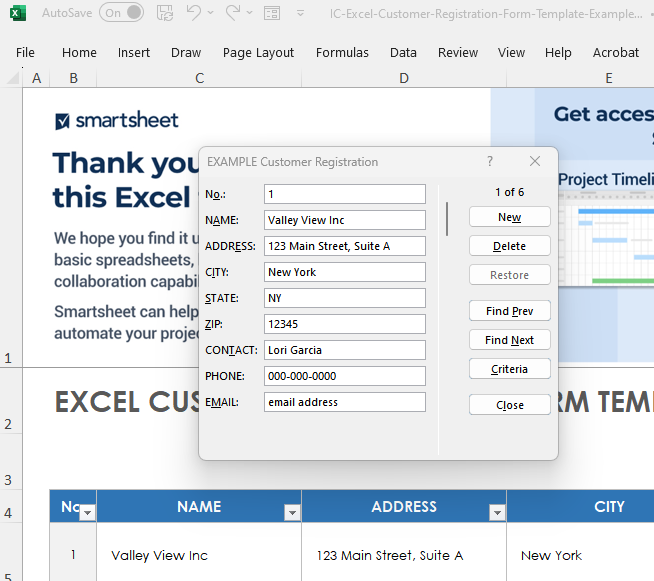 AutoSave On IC-Excel-Customer-Registration-Form-Template-Example...
File Home Insert Draw Page Layout Formulas Data Review View Help Acrobat
A B C D E
smartsheet
Get acces
Thank you
this Excel
Project Timeli
We hope you find it u
basic spreadsheets,
collaboration capabi
Smartsheet can help
automate your projec
EXAMPLE Customer Registration ? ×
1 of 6
No.: 1
New
NAME: Valley View Inc
Delete
ADDRESS: 123 Main Street, Suite A
Restore
CITY: New York
STATE: NY
Find Prev
ZIP: 12345
Find Next
CONTACT: Lori Garcia
Criteria
PHONE: 000-000-0000
EMAIL: email address
Close
1
2 EXCEL CUS RM TEMP
3
4 No NAME ADDRESS CITY
1 Valley View Inc 123 Main Street, Suite A New York
5